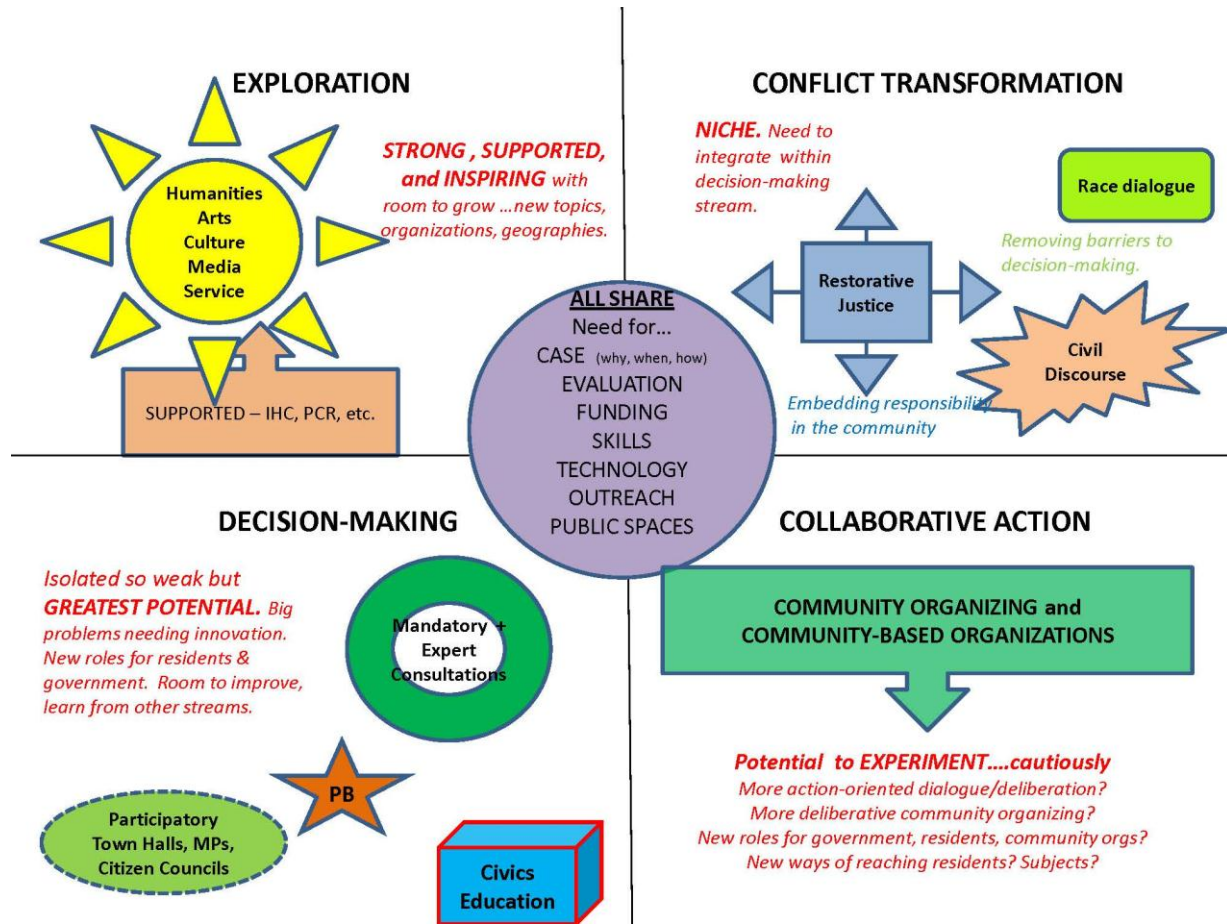 EXPLORATION
STRONG , SUPPORTED,
and INSPIRING with
room to grow ...new topics,
organizations, geographies.
Humanities
Arts
Culture
Media
Service
SUPPORTED – IHC, PCR, etc.
CONFLICT TRANSFORMATION
NICHE. Need to
integrate within
decision-making
stream.
Race dialogue
Removing barriers to
decision-making.
Restorative
Justice
Civil
Discourse
Embedding responsibility
in the community
ALL SHARE
Need for...
CASE (why, when, how)
EVALUATION
FUNDING
SKILLS
TECHNOLOGY
OUTREACH
PUBLIC SPACES
DECISION-MAKING
Isolated so weak but
GREATEST POTENTIAL. Big
problems needing innovation.
New roles for residents &
government. Room to improve,
learn from other streams.
Mandatory +
Expert
Consultations
PB
Participatory
Town Halls, MPs,
Citizen Councils
Civics
Education
COLLABORATIVE ACTION
COMMUNITY ORGANIZING and
COMMUNITY-BASED ORGANIZATIONS
Potential to EXPERIMENT....cautiously
More action-oriented dialogue/deliberation?
More deliberative community organizing?
New roles for government, residents, community orgs?
New ways of reaching residents? Subjects?